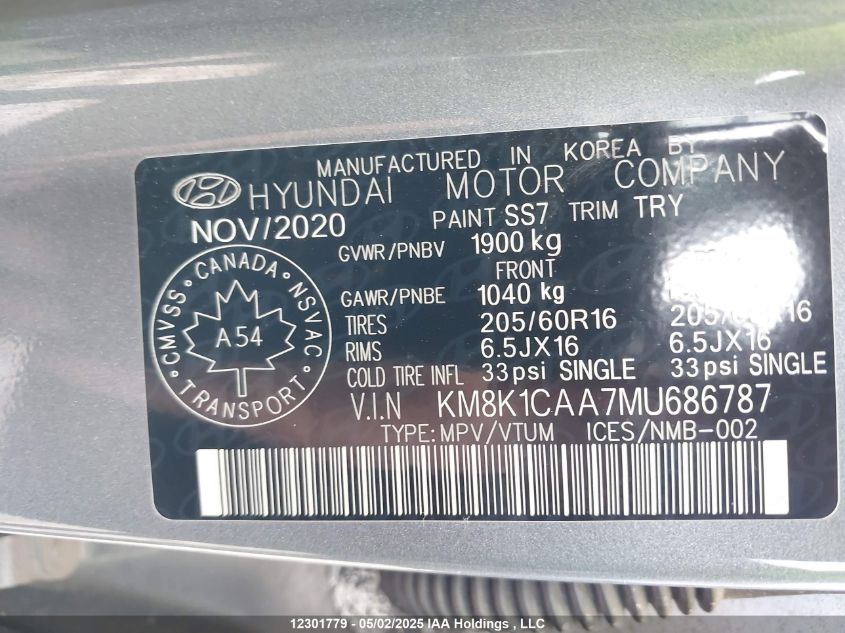 MANUFACTURED IN KOREA BY
HYUNDAI MOTOR COMPANY
NOV/2020 PAINT SS7 TRIM TRY
GVWR/PNBV 1900 kg
FRONT
GAWR/PNBE 1040 kg
TIRES 205/60R16 205/60R16
RIMS 6.5JX16 6.5JX16
COLD TIRE INFL 33psi SINGLE 33psi SINGLE
V.I.N KM8K1CAA7MU686787
TYPE:MPV/VTUM ICES/NMB-002
CMVSS • CANADA • NSVAC • TRANSPORT •
A54
12301779 - 05/02/2025 IAA Holdings , LLC